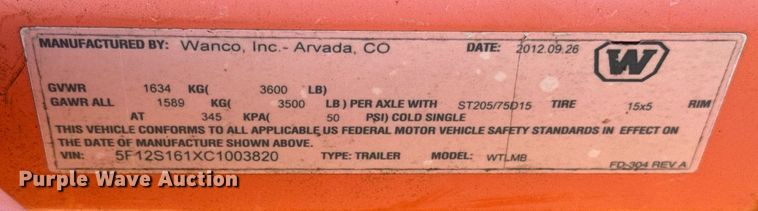 MANUFACTURED BY: Wanco, Inc.- Arvada, CO DATE: 2012.09.26
W
GVWR 1634 KG( 3600 LB)
GAWR ALL 1589 KG( 3500 LB) PER AXLE WITH ST205/75D15 TIRE 15x5 RIM
AT 345 KPA( 50 PSI) COLD SINGLE
THIS VEHICLE CONFORMS TO ALL APPLICABLE US FEDERAL MOTOR VEHICLE SAFETY STANDARDS IN EFFECT ON
THE DATE OF MANUFACTURE SHOWN ABOVE.
VIN: 5F12S161XC1003820 TYPE: TRAILER MODEL: WTLMB
FD-304 REV A
Purple Wave Auction